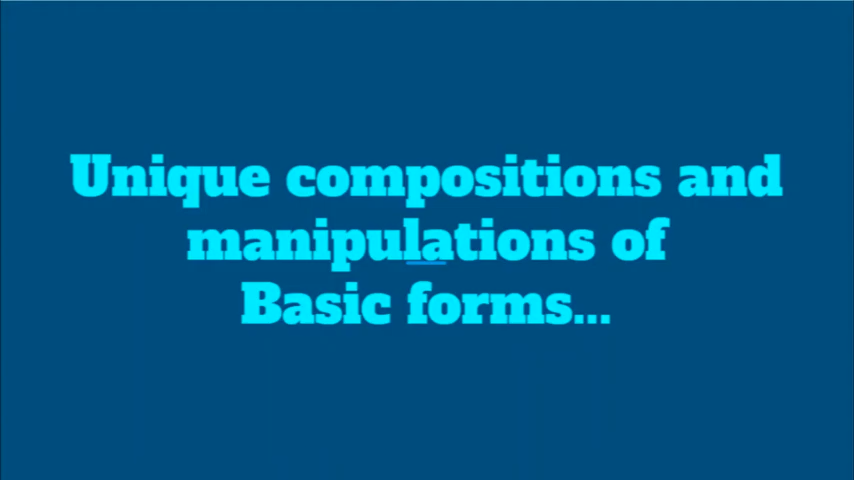 Unique compositions and
manipulations of
Basic forms...